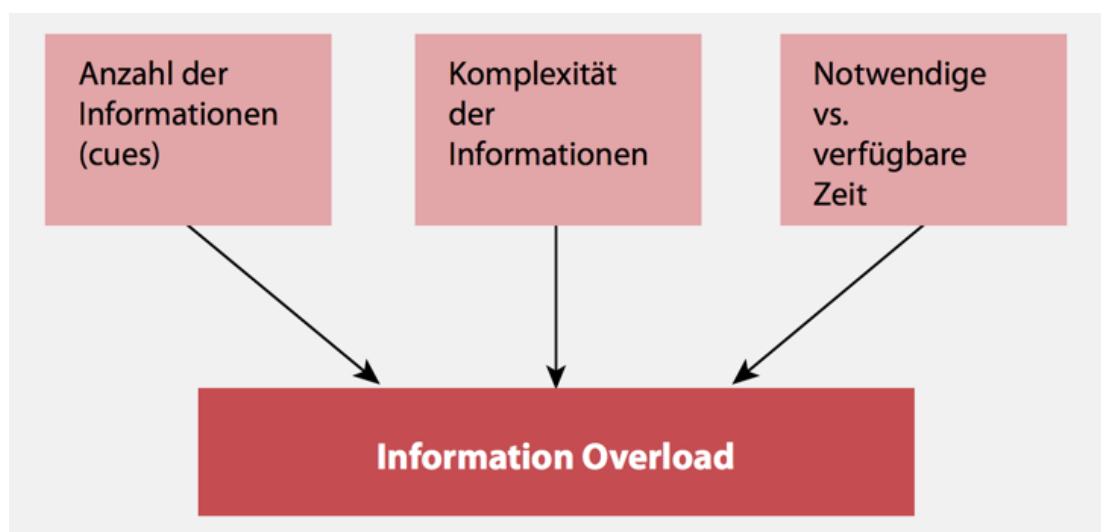 Anzahl der
Informationen
(cues)
Komplexität
der
Informationen
Notwendige
vs.
verfügbare
Zeit
Information Overload